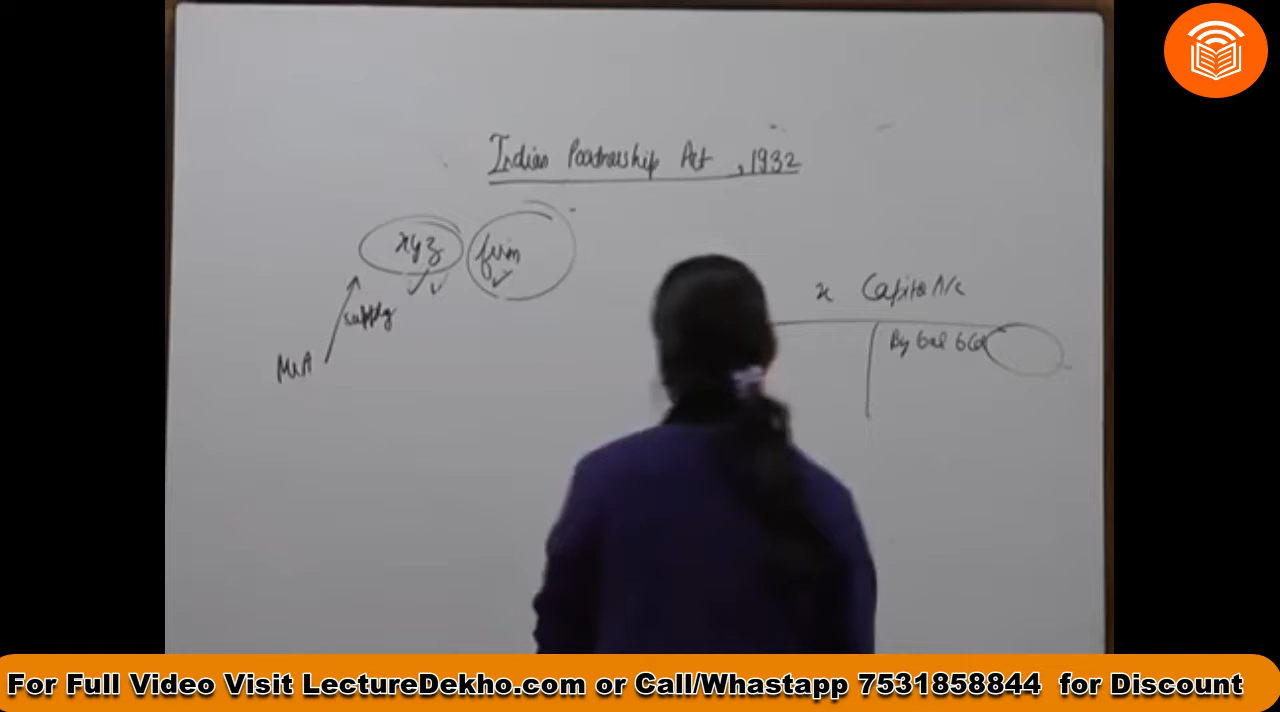 Indian Partnership Act, 1932
xyz firm
supply
Mr A
x Capital A/c
By bal b/d
For Full Video Visit LectureDekho.com or Call/Whastapp 7531858844 for Discount